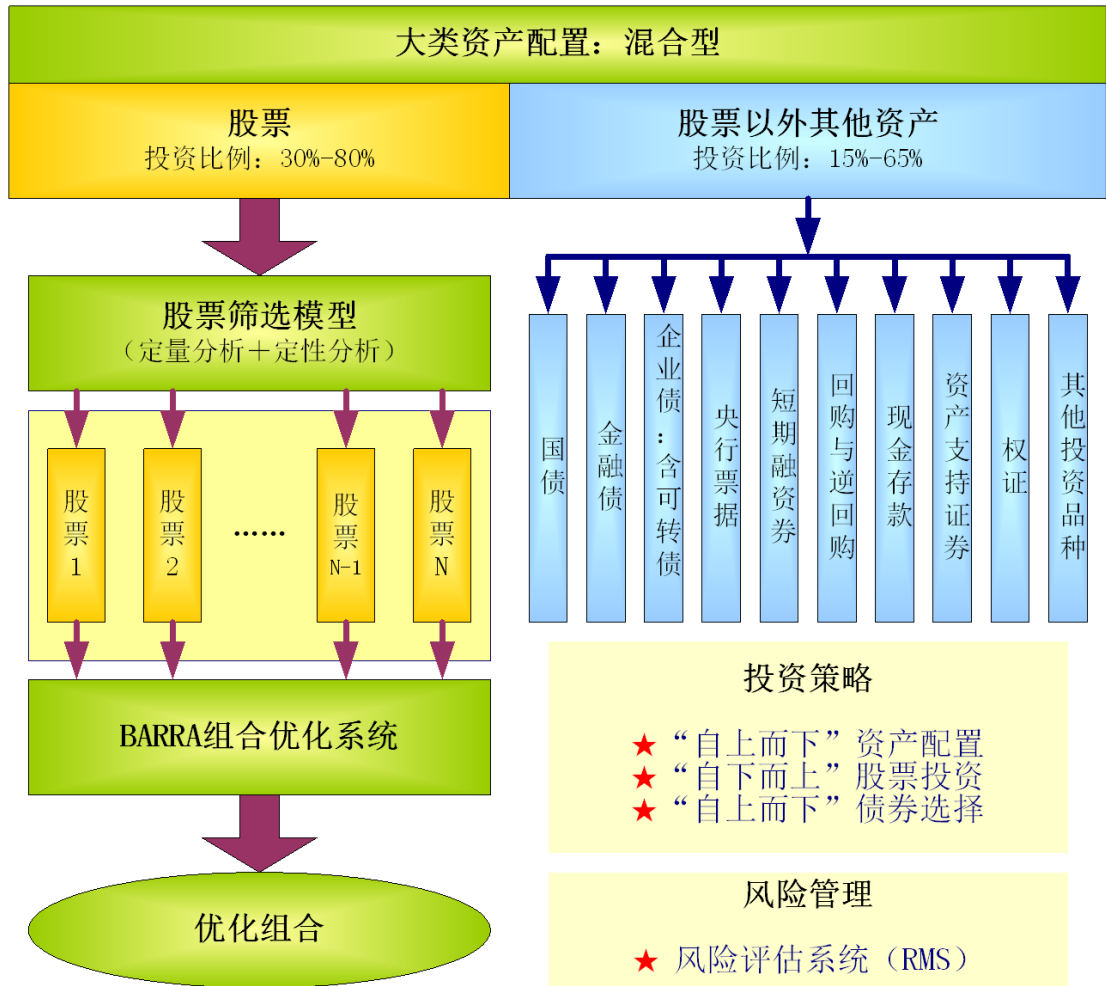 大类资产配置：混合型
股票
投资比例：30%-80%
股票以外其他资产
投资比例：15%-65%
股票筛选模型
（定量分析＋定性分析）
股票1
股票2
……
股票N-1
股票N
BARRA组合优化系统
优化组合
国债
金融债
企业债：含可转债
央行票据
短期融资券
回购与逆回购
现金存款
资产支持证券
权证
其他投资品种
投资策略
★ “自上而下”资产配置
★ “自下而上”股票投资
★ “自上而下”债券选择
风险管理
★ 风险评估系统（RMS）